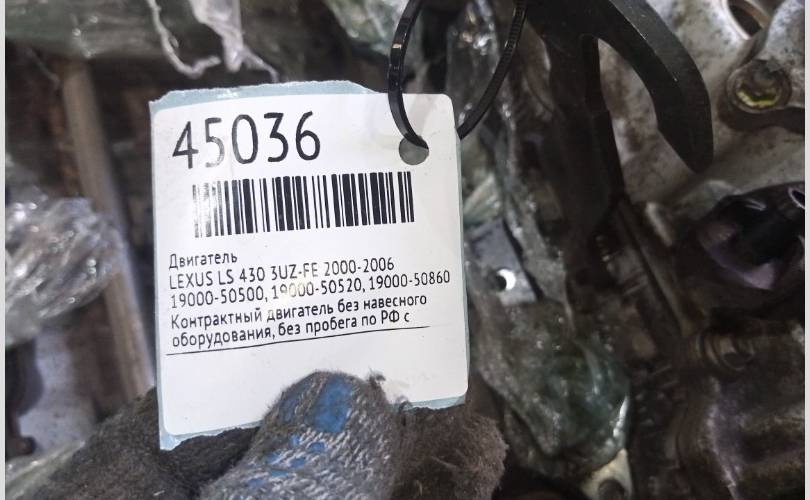 45036
Двигатель
LEXUS LS 430 3UZ-FE 2000-2006
19000-50500, 19000-50520, 19000-50860
Контрактный двигатель без навесного
оборудования, без пробега по РФ с